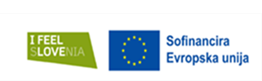 I FEEL
SLOVENIA
Sofinancira
Evropska unija